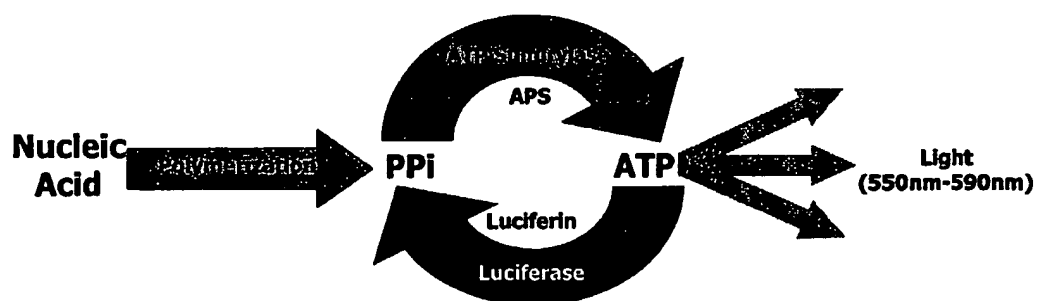 ATP Sulfurylase
APS
Nucleic
Acid
Polymerization
PPi
ATP
Light
(550nm-590nm)
Luciferin
Luciferase